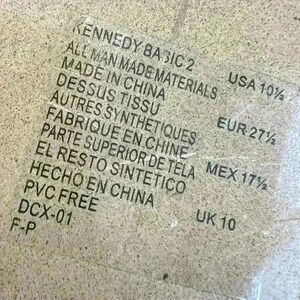 KENNEDY BASIC 2
ALL MAN MADE MATERIALS
MADE IN CHINA
DESSUS TISSU
AUTRES SYNTHETIQUES
FABRIQUE EN CHINE
PARTE SUPERIOR DE TELA
EL RESTO SINTETICO
HECHO EN CHINA
PVC FREE
DCX-01
F-P
USA 10½
EUR 27½
MEX 17½
UK 10